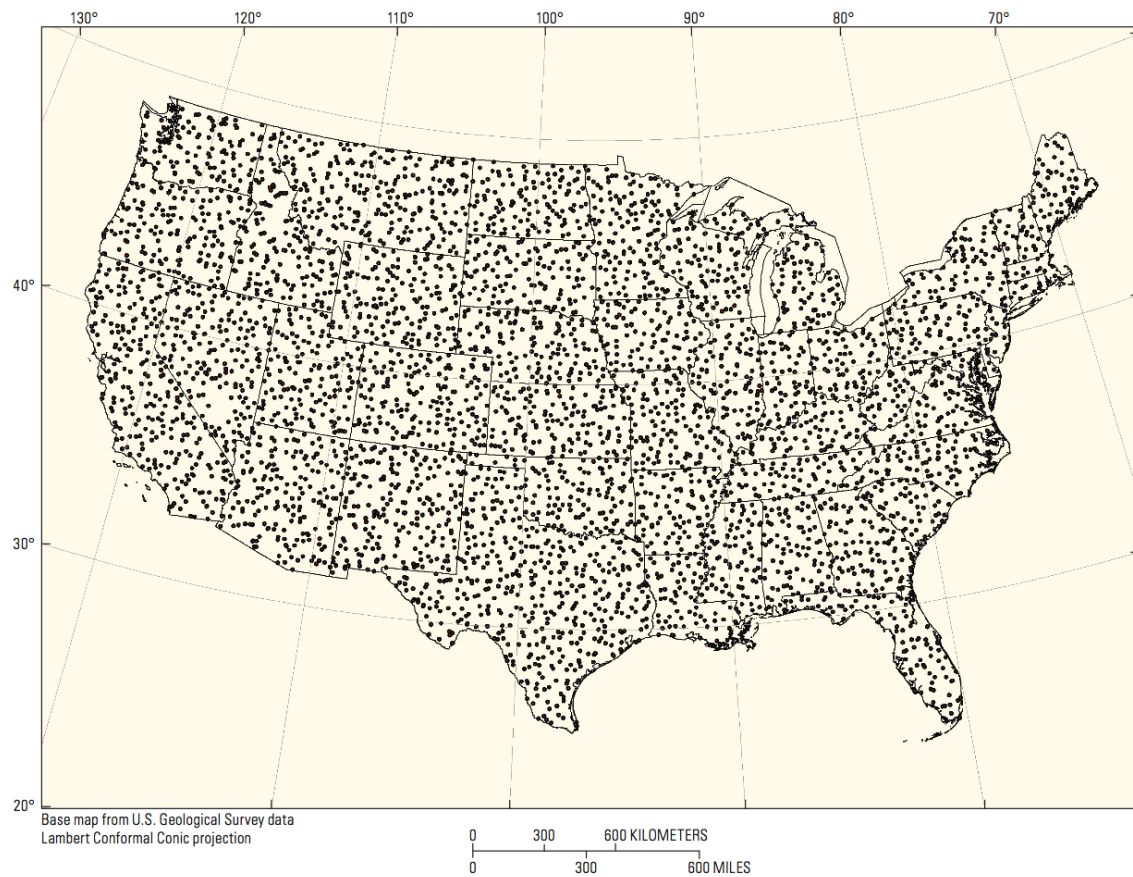 130° 120° 110° 100° 90° 80° 70°
40°
30°
20°
Base map from U.S. Geological Survey data
Lambert Conformal Conic projection
0 300 600 KILOMETERS
0 300 600 MILES